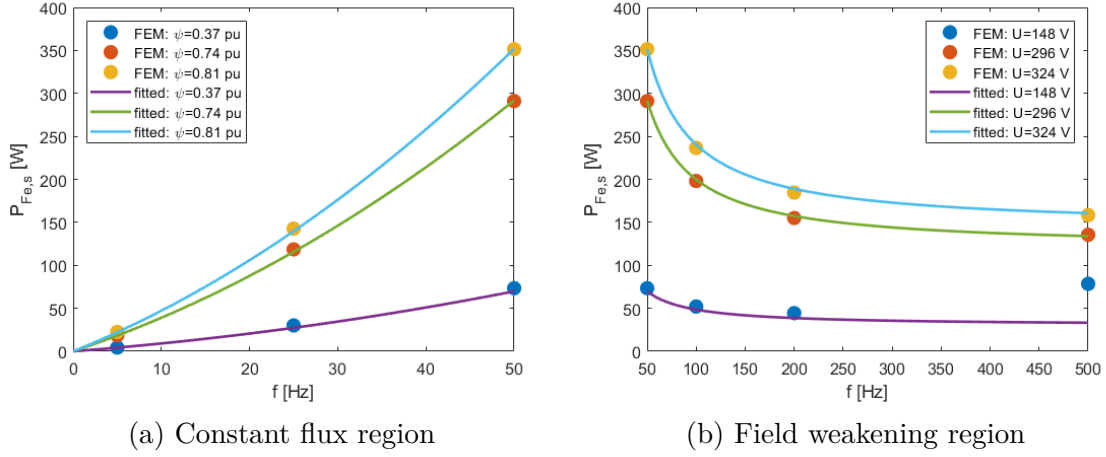 400
350
300
250
200
150
100
50
0
P_Fe,s [W]
FEM: ψ=0.37 pu
FEM: ψ=0.74 pu
FEM: ψ=0.81 pu
fitted: ψ=0.37 pu
fitted: ψ=0.74 pu
fitted: ψ=0.81 pu
0 10 20 30 40 50
f [Hz]
(a) Constant flux region
400
350
300
250
200
150
100
50
0
P_Fe,s [W]
FEM: U=148 V
FEM: U=296 V
FEM: U=324 V
fitted: U=148 V
fitted: U=296 V
fitted: U=324 V
50 100 150 200 250 300 350 400 450 500
f [Hz]
(b) Field weakening region